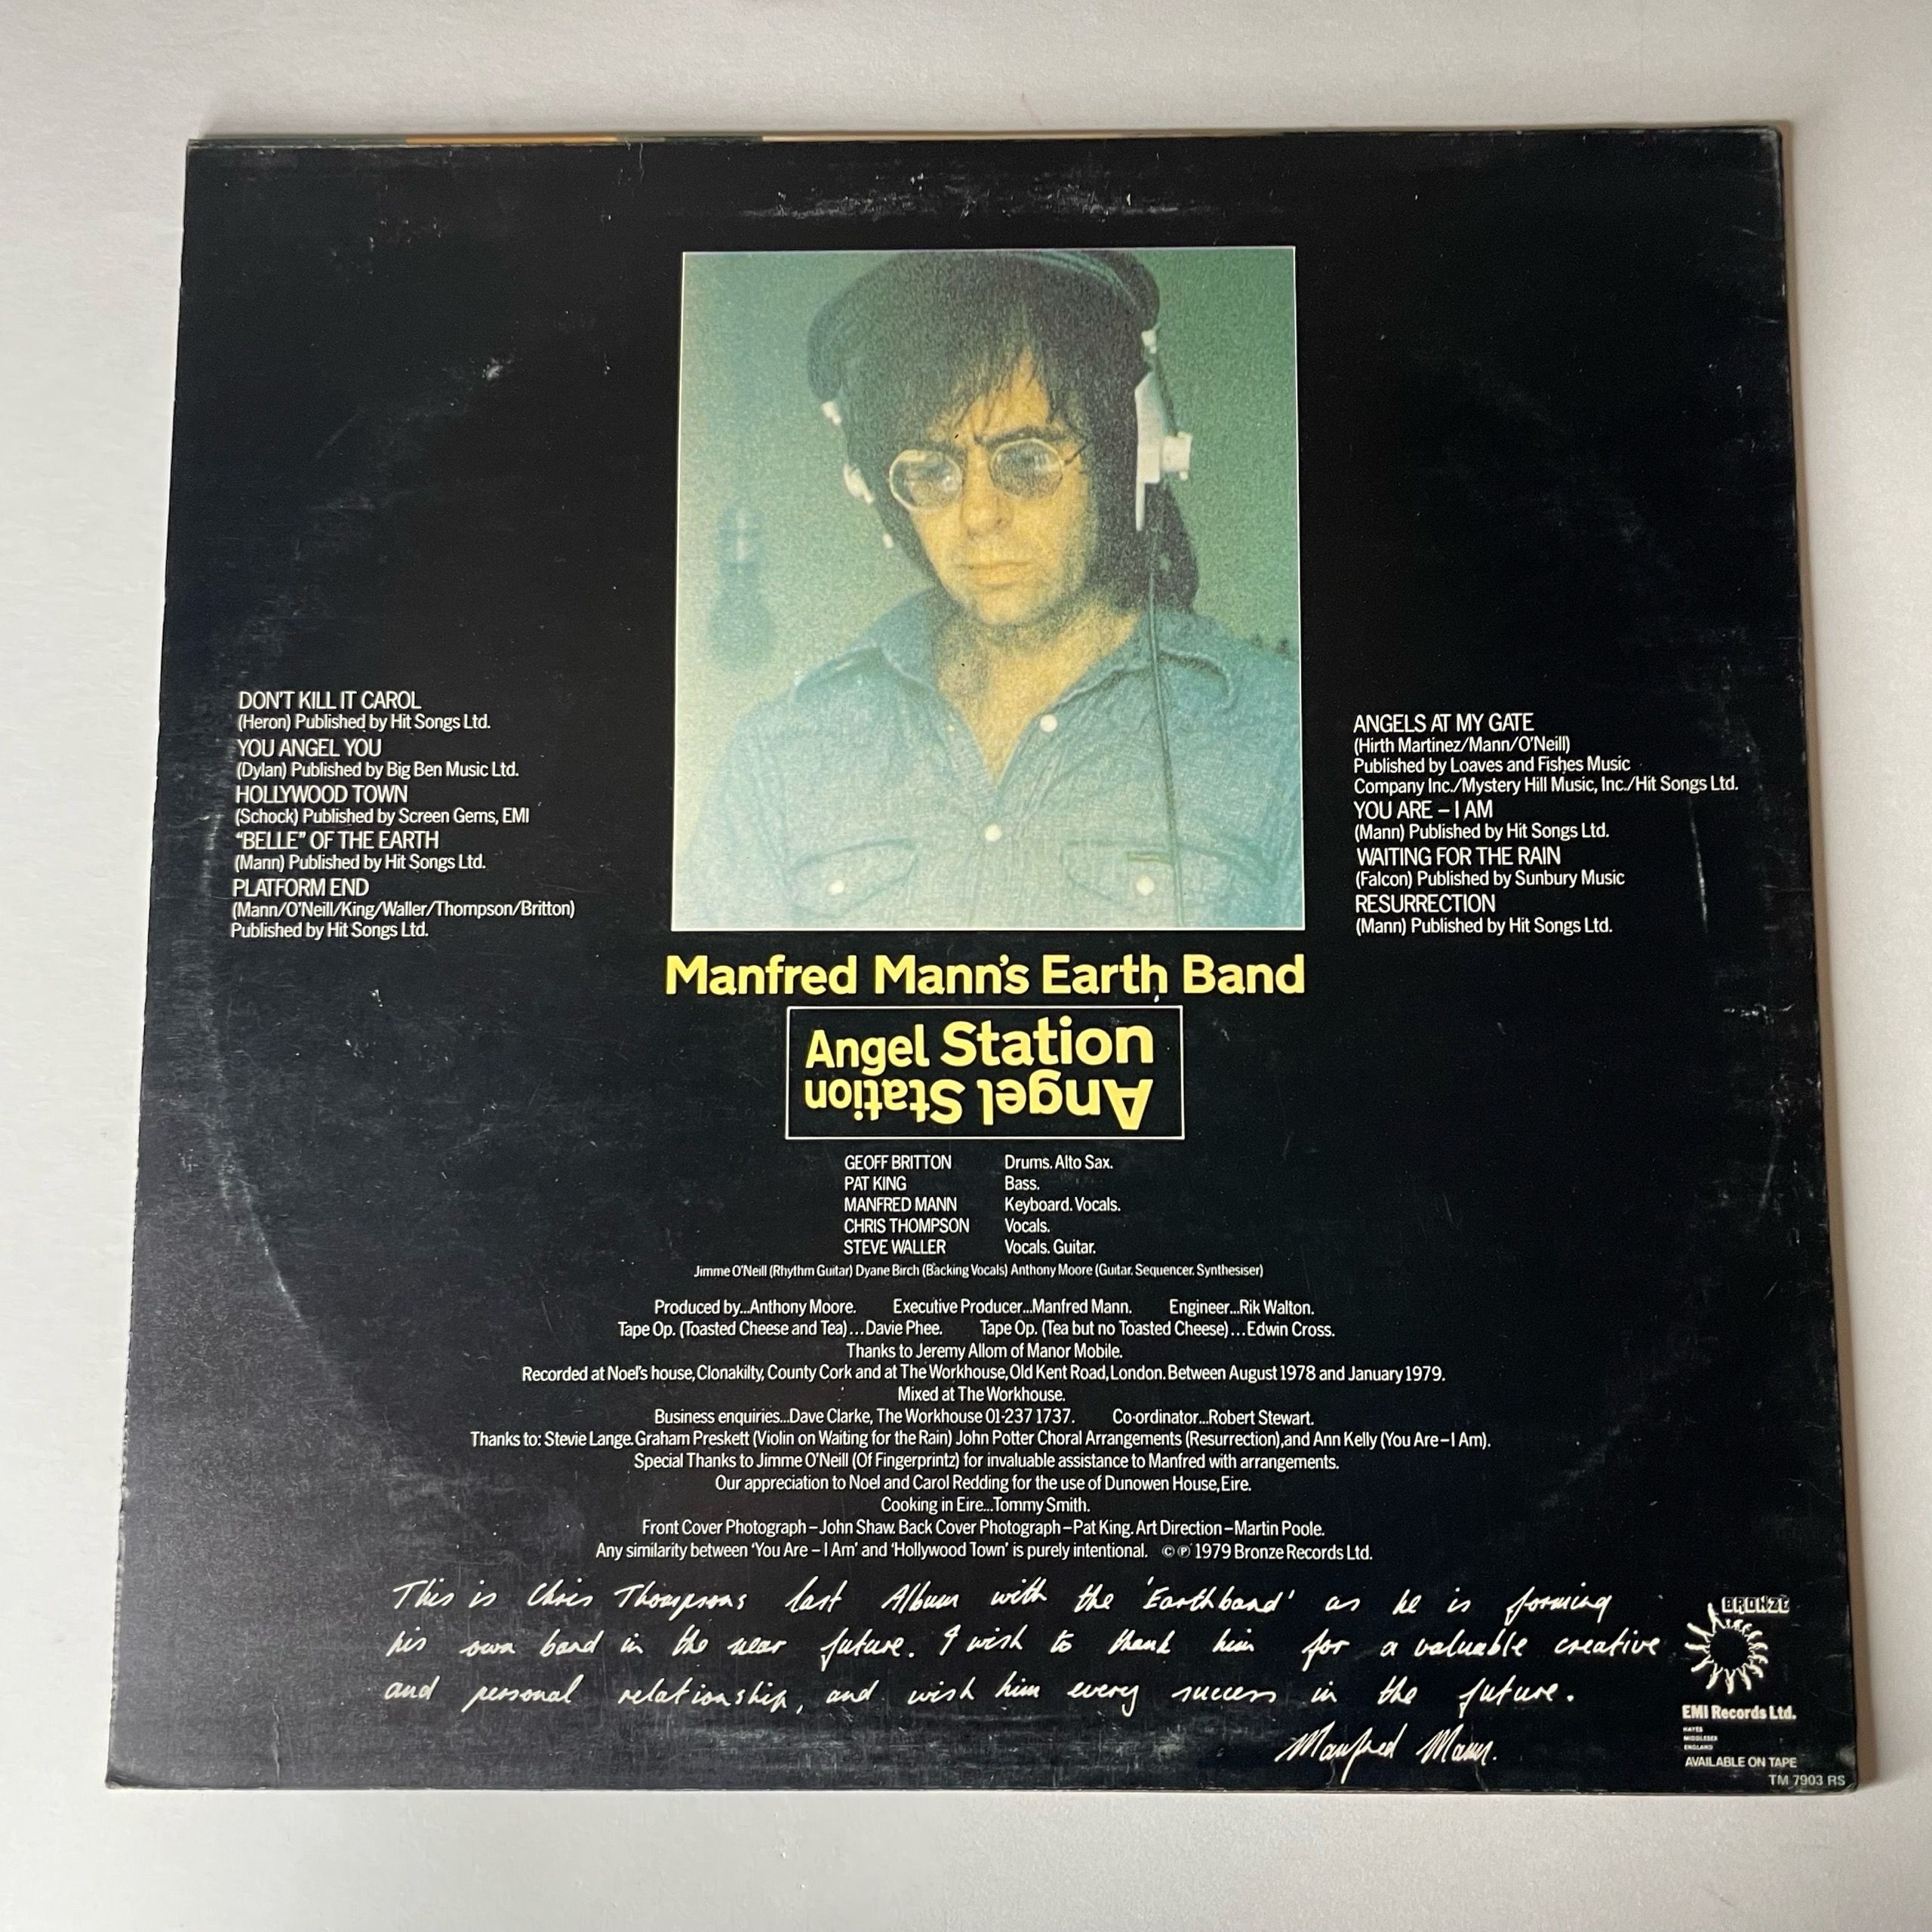 DON'T KILL IT CAROL
(Heron) Published by Hit Songs Ltd.
YOU ANGEL YOU
(Dylan) Published by Big Ben Music Ltd.
HOLLYWOOD TOWN
(Schock) Published by Screen Gems, EMI
“BELLE” OF THE EARTH
(Mann) Published by Hit Songs Ltd.
PLATFORM END
(Mann/O'Neill/King/Waller/Thompson/Britton)
Published by Hit Songs Ltd.
ANGELS AT MY GATE
(Hirth Martinez/Mann/O'Neill)
Published by Loaves and Fishes Music
Company Inc./Mystery Hill Music, Inc./Hit Songs Ltd.
YOU ARE – I AM
(Mann) Published by Hit Songs Ltd.
WAITING FOR THE RAIN
(Falcon) Published by Sunbury Music
RESURRECTION
(Mann) Published by Hit Songs Ltd.
Manfred Mann's Earth Band
Angel Station
Angel Station
GEOFF BRITTON Drums. Alto Sax.
PAT KING Bass.
MANFRED MANN Keyboard. Vocals.
CHRIS THOMPSON Vocals.
STEVE WALLER Vocals. Guitar.
Jimme O'Neill (Rhythm Guitar) Dyane Birch (Backing Vocals) Anthony Moore (Guitar. Sequencer. Synthesiser)
Produced by...Anthony Moore. Executive Producer...Manfred Mann. Engineer...Rik Walton.
Tape Op. (Toasted Cheese and Tea)...Davie Phee. Tape Op. (Tea but no Toasted Cheese)...Edwin Cross.
Thanks to Jeremy Allom of Manor Mobile.
Recorded at Noel's house, Clonakilty, County Cork and at The Workhouse, Old Kent Road, London. Between August 1978 and January 1979.
Mixed at The Workhouse.
Business enquiries...Dave Clarke, The Workhouse 01-237 1737. Co-ordinator...Robert Stewart.
Thanks to: Stevie Lange. Graham Preskett (Violin on Waiting for the Rain) John Potter Choral Arrangements (Resurrection), and Ann Kelly (You Are – I Am).
Special Thanks to Jimme O'Neill (Of Fingerprintz) for invaluable assistance to Manfred with arrangements.
Our appreciation to Noel and Carol Redding for the use of Dunowen House, Eire.
Cooking in Eire...Tommy Smith.
Front Cover Photograph – John Shaw. Back Cover Photograph – Pat King. Art Direction – Martin Poole.
Any similarity between 'You Are – I Am' and 'Hollywood Town' is purely intentional. © ℗ 1979 Bronze Records Ltd.
This is Chris Thompsons last Album with the 'Earthband' as he is forming
his own band in the near future. I wish to thank him for a valuable creative
and personal relationship, and wish him every success in the future.
Manfred Mann.
BRONZE
EMI Records Ltd.
HAYES
MIDDLESEX
ENGLAND
AVAILABLE ON TAPE
TM 7903 RS